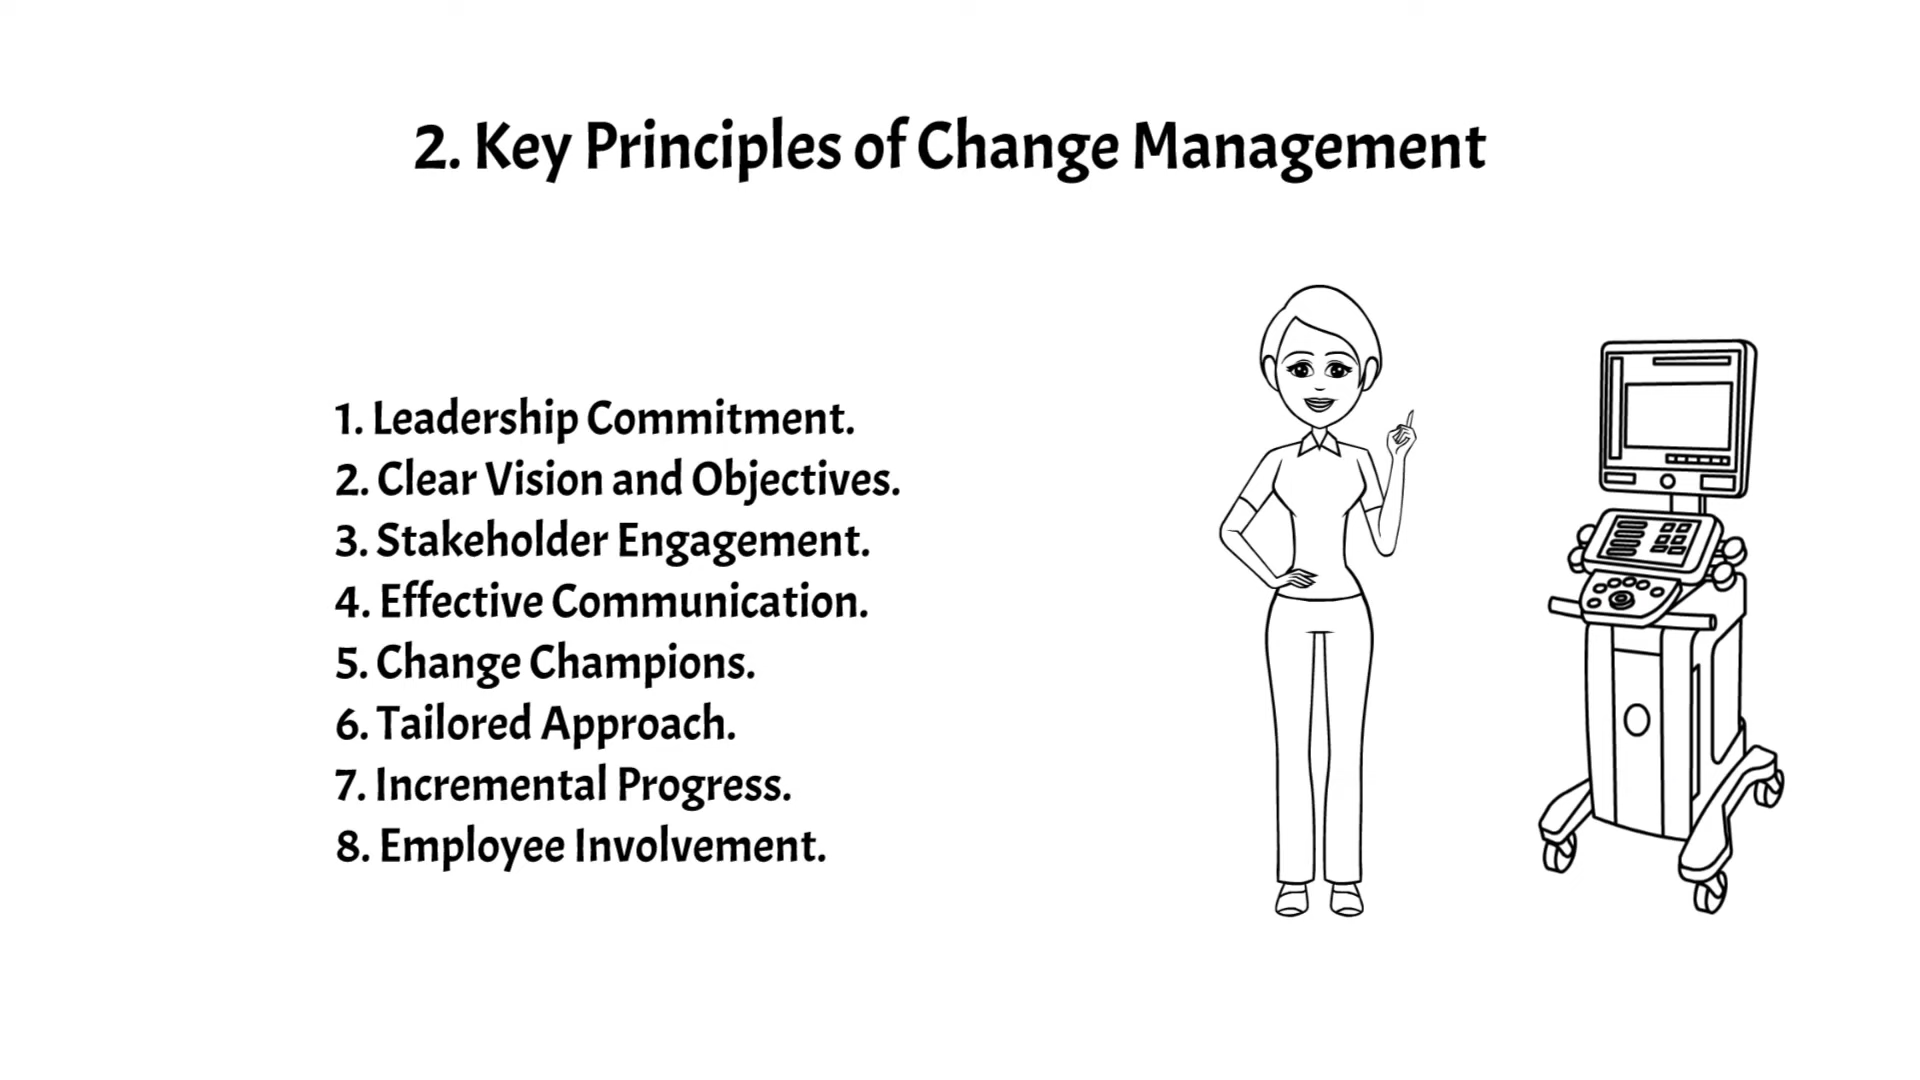 2. Key Principles of Change Management
1. Leadership Commitment.
2. Clear Vision and Objectives.
3. Stakeholder Engagement.
4. Effective Communication.
5. Change Champions.
6. Tailored Approach.
7. Incremental Progress.
8. Employee Involvement.